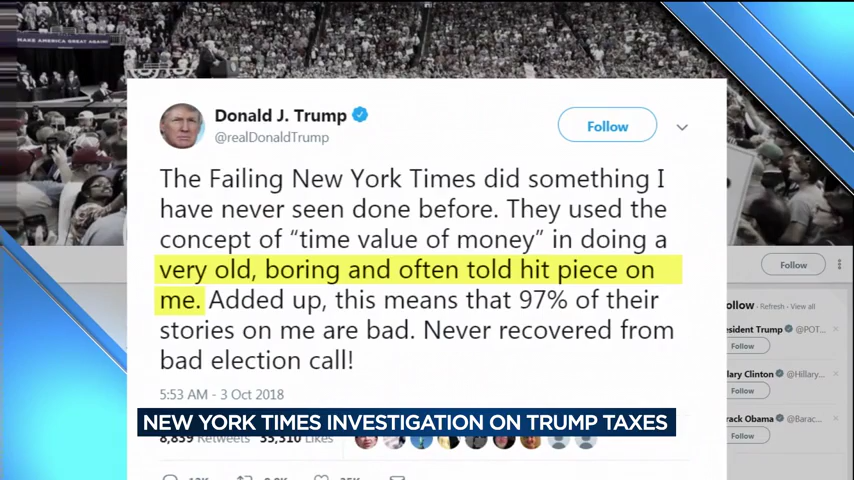 MAKE AMERICA GREAT AGAIN!
Donald J. Trump
@realDonaldTrump
Follow
The Failing New York Times did something I
have never seen done before. They used the
concept of “time value of money” in doing a
very old, boring and often told hit piece on
me. Added up, this means that 97% of their
stories on me are bad. Never recovered from
bad election call!
5:53 AM - 3 Oct 2018
NEW YORK TIMES INVESTIGATION ON TRUMP TAXES
8,839 Retweets 35,310 Likes
Follow
ollow · Refresh · View all
esident Trump @POT...
Follow
lary Clinton @Hillary...
Follow
rack Obama @Barac...
Follow